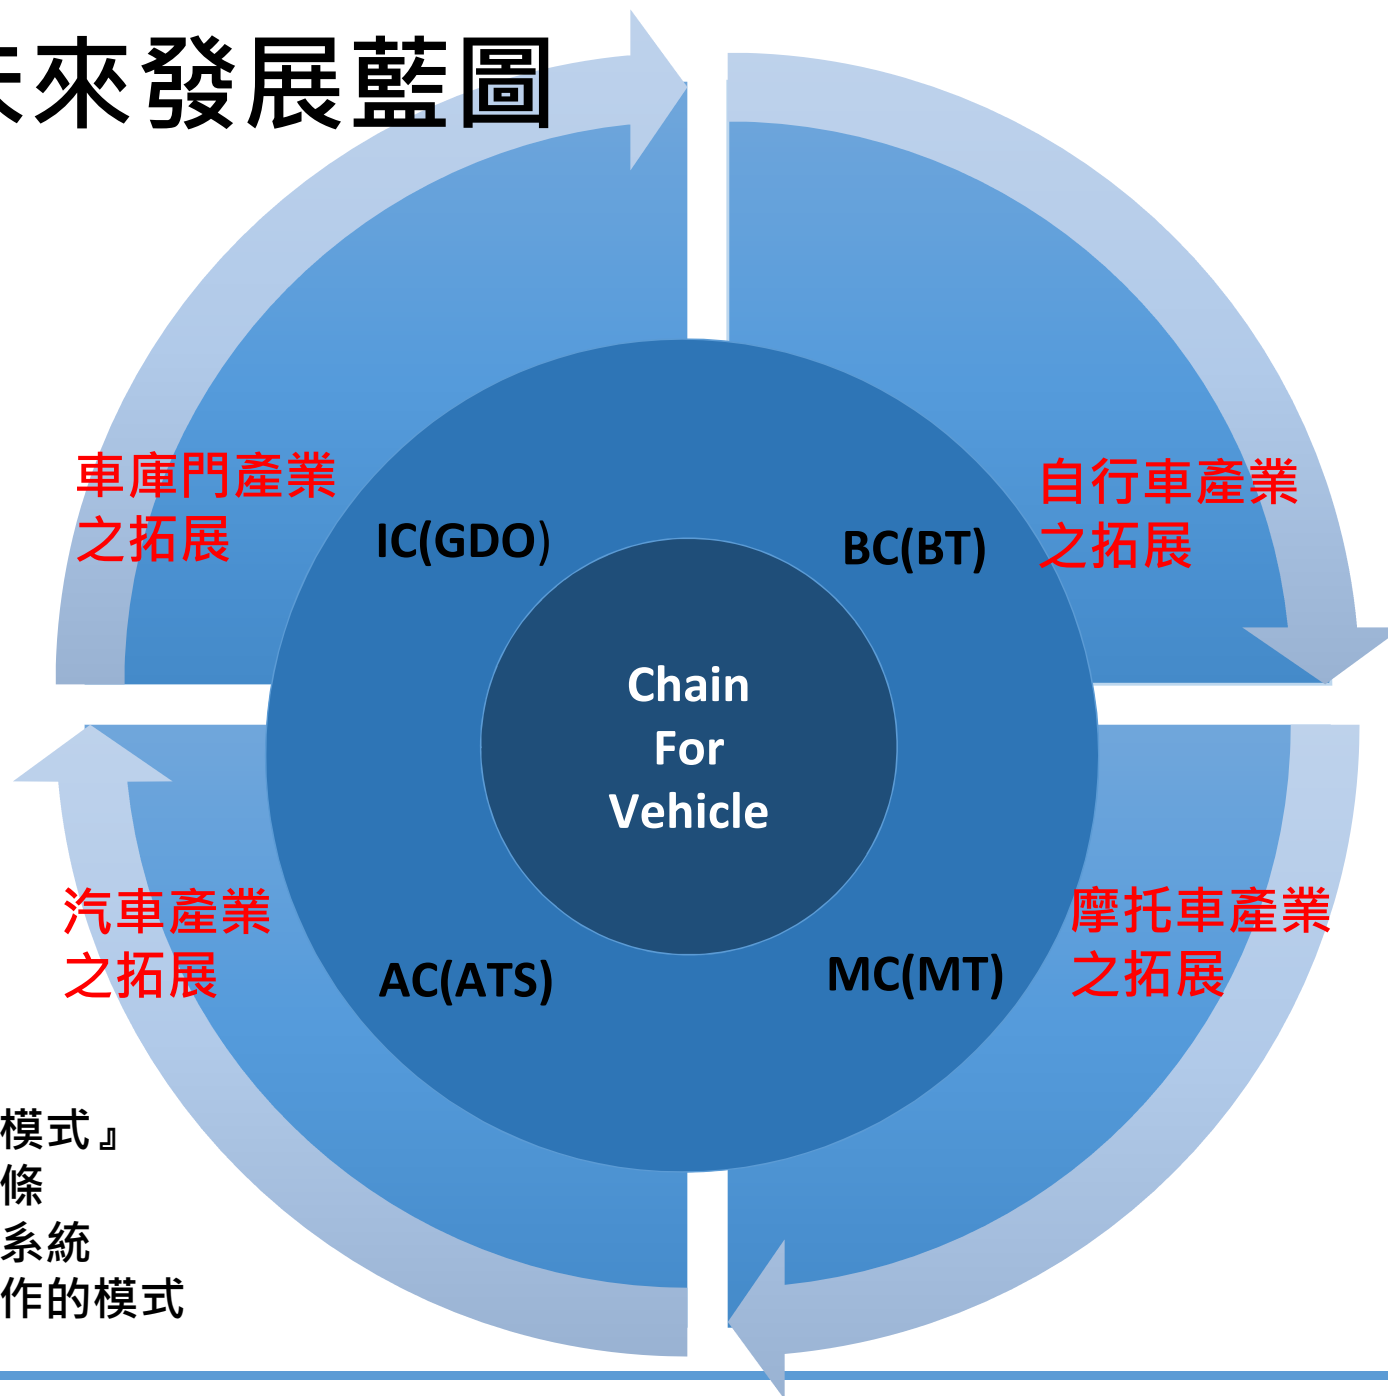 未來發展藍圖
車庫門產業
之拓展
IC(GDO)
BC(BT)
自行車產業
之拓展
Chain
For
Vehicle
汽車產業
之拓展
AC(ATS)
MC(MT)
摩托車產業
之拓展
模式』
條
系統
作的模式